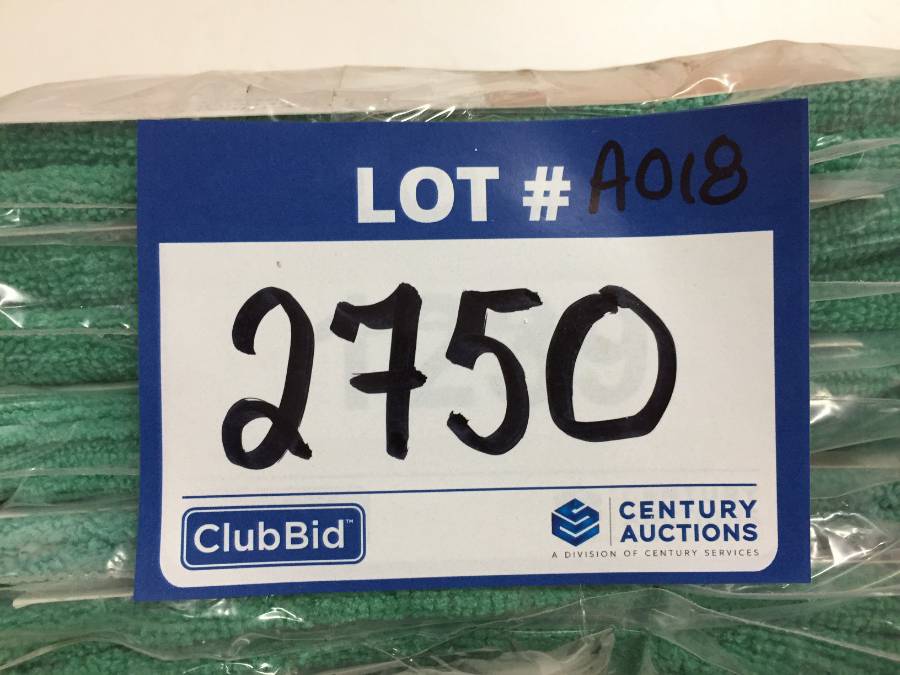 LOT # A018
2750
ClubBid™
CENTURY
AUCTIONS
A DIVISION OF CENTURY SERVICES